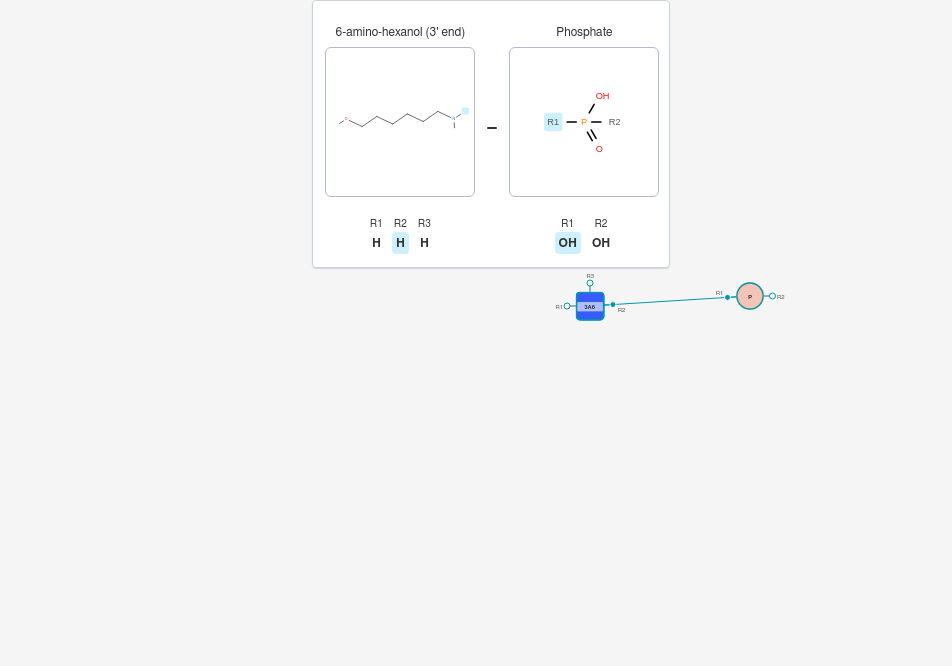 6-amino-hexanol (3' end)
Phosphate
OH
R1 P R2
O
R1 R2 R3
H H H
R1 R2
OH OH
R3
R1 3A6 R2
R1 P R2